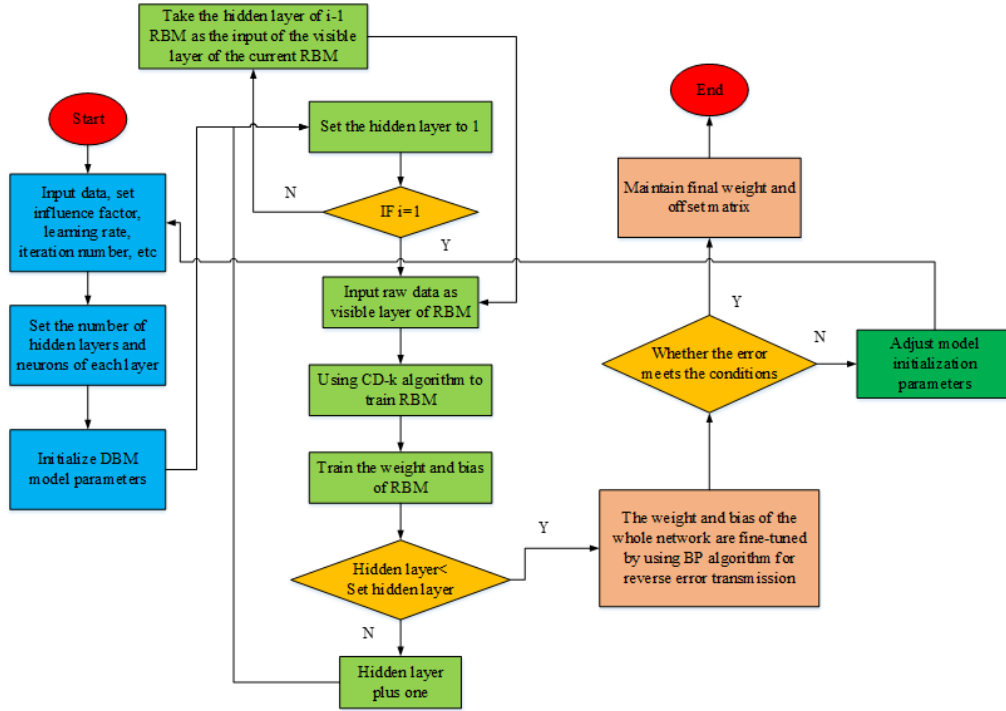 Take the hidden layer of i-1
RBM as the input of the visible
layer of the current RBM
Start
Set the hidden layer to 1
End
Input data, set
influence factor,
learning rate,
iteration number, etc
N
IF i=1
Y
Maintain final weight and
offset matrix
Input raw data as
visible layer of RBM
Y
Set the number of
hidden layers and
neurons of each layer
Whether the error
meets the conditions
N
Adjust model
initialization
parameters
Using CD-k algorithm to
train RBM
Initialize DBM
model parameters
Train the weight and bias
of RBM
Y
The weight and bias of the
whole network are fine-tuned
by using BP algorithm for
reverse error transmission
Hidden layer<
Set hidden layer
N
Hidden layer
plus one